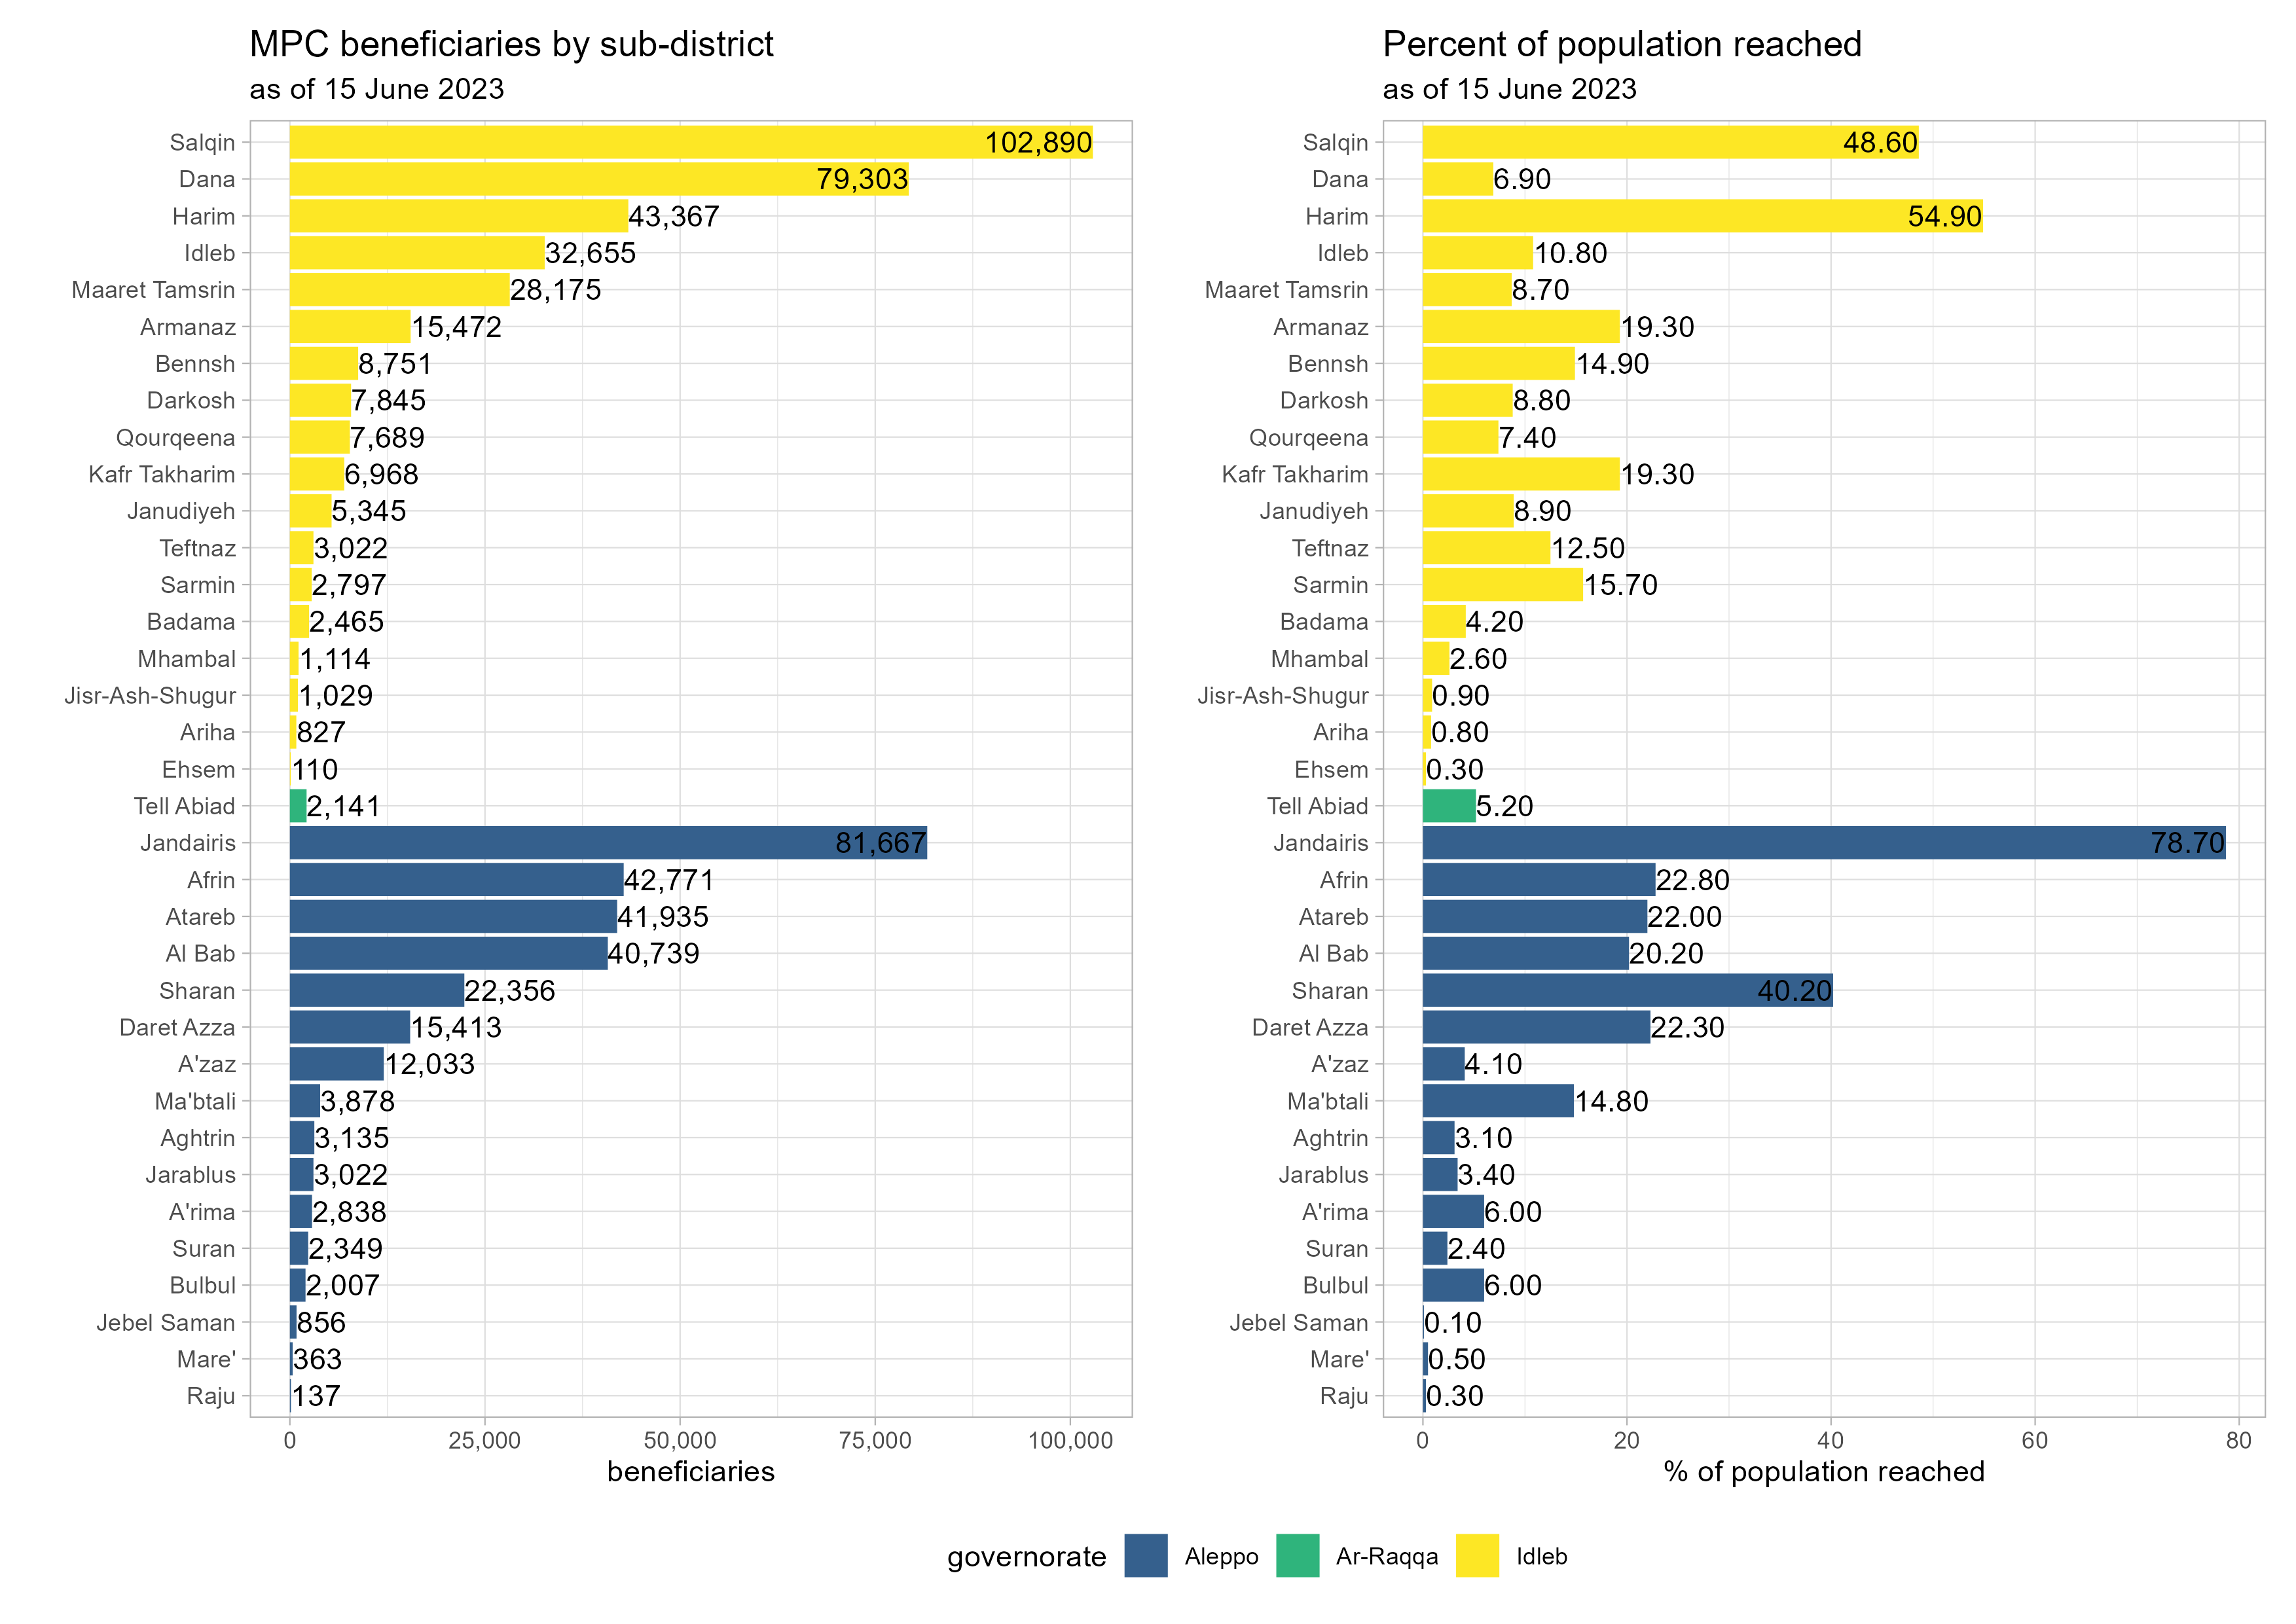 MPC beneficiaries by sub-district
as of 15 June 2023
Salqin 102,890
Dana 79,303
Harim 43,367
Idleb 32,655
Maaret Tamsrin 28,175
Armanaz 15,472
Bennsh 8,751
Darkosh 7,845
Qourqeena 7,689
Kafr Takharim 6,968
Janudiyeh 5,345
Teftnaz 3,022
Sarmin 2,797
Badama 2,465
Mhambal 1,114
Jisr-Ash-Shugur 1,029
Ariha 827
Ehsem 110
Tell Abiad 2,141
Jandairis 81,667
Afrin 42,771
Atareb 41,935
Al Bab 40,739
Sharan 22,356
Daret Azza 15,413
A'zaz 12,033
Ma'btali 3,878
Aghtrin 3,135
Jarablus 3,022
A'rima 2,838
Suran 2,349
Bulbul 2,007
Jebel Saman 856
Mare' 363
Raju 137
0 25,000 50,000 75,000 100,000
beneficiaries
Percent of population reached
as of 15 June 2023
Salqin 48.60
Dana 6.90
Harim 54.90
Idleb 10.80
Maaret Tamsrin 8.70
Armanaz 19.30
Bennsh 14.90
Darkosh 8.80
Qourqeena 7.40
Kafr Takharim 19.30
Janudiyeh 8.90
Teftnaz 12.50
Sarmin 15.70
Badama 4.20
Mhambal 2.60
Jisr-Ash-Shugur 0.90
Ariha 0.80
Ehsem 0.30
Tell Abiad 5.20
Jandairis 78.70
Afrin 22.80
Atareb 22.00
Al Bab 20.20
Sharan 40.20
Daret Azza 22.30
A'zaz 4.10
Ma'btali 14.80
Aghtrin 3.10
Jarablus 3.40
A'rima 6.00
Suran 2.40
Bulbul 6.00
Jebel Saman 0.10
Mare' 0.50
Raju 0.30
0 20 40 60 80
% of population reached
governorate Aleppo Ar-Raqqa Idleb